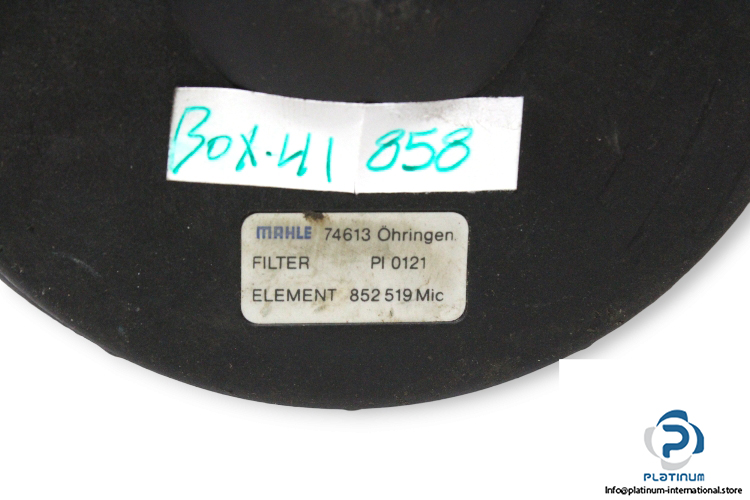 BOX-41 858
MAHLE 74613 Öhringen.
FILTER PI 0121
ELEMENT 852 519 Mic
PLATINUM
Info@platinum-international.store